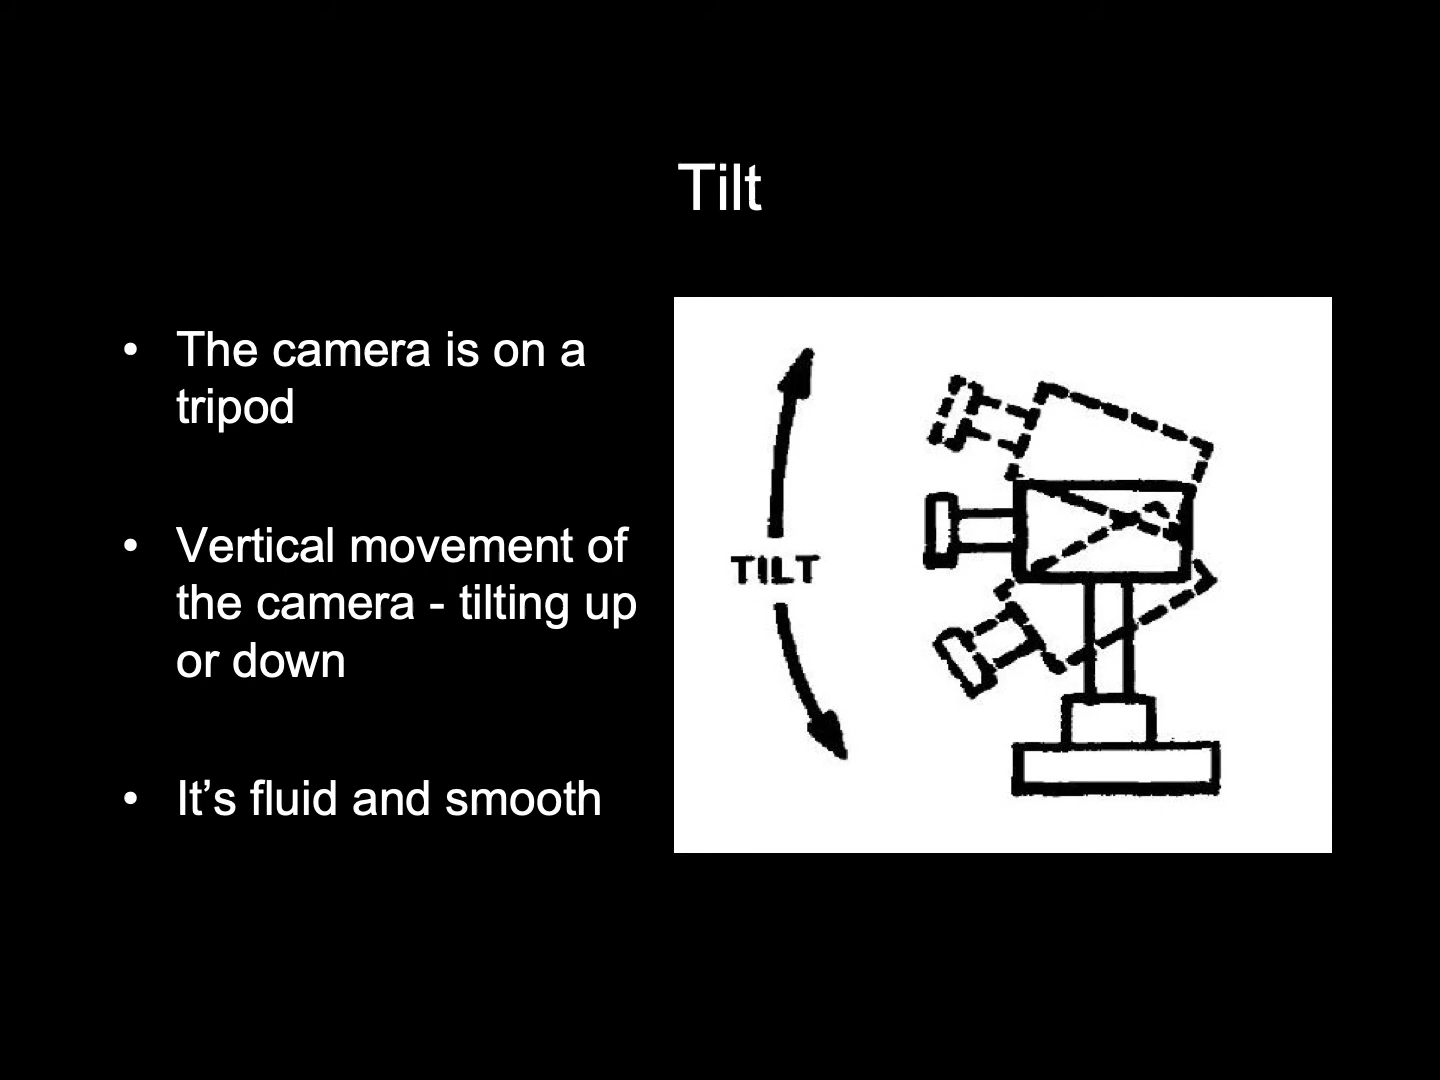 Tilt
• The camera is on a
tripod
• Vertical movement of
the camera - tilting up
or down
• It’s fluid and smooth
TILT